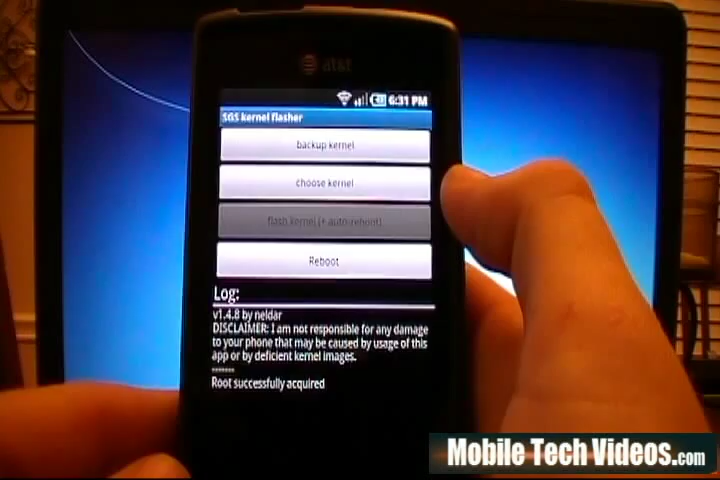 at&t
6:31 PM
SGS kernel flasher
backup kernel
choose kernel
flash kernel (+ auto-reboot)
Reboot
Log:
v1.4.8 by neldar
DISCLAIMER: I am not responsible for any damage
to your phone that may be caused by usage of this
app or by deficient kernel images.
-------
Root successfully acquired
Mobile Tech Videos.com